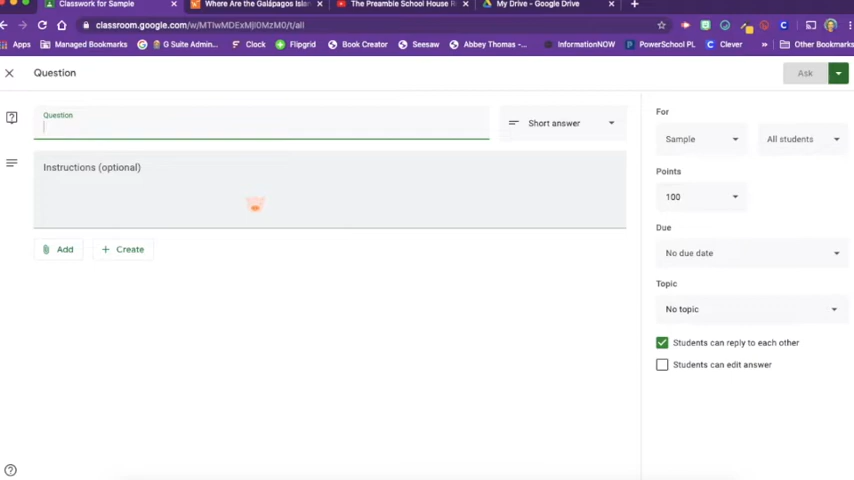 Classwork for Sample
Where Are the Galápagos Islan
The Preamble School House R
My Drive - Google Drive
classroom.google.com/w/MTIwMDExMjI0MzM0/t/all
Apps
Managed Bookmarks
G Suite Admin...
Clock
Flipgrid
Book Creator
Seesaw
Abbey Thomas -...
InformationNOW
PowerSchool PL
Clever
Other Bookmarks
Question
Ask
Question
Short answer
Instructions (optional)
Add
Create
For
Sample
All students
Points
100
Due
No due date
Topic
No topic
Students can reply to each other
Students can edit answer